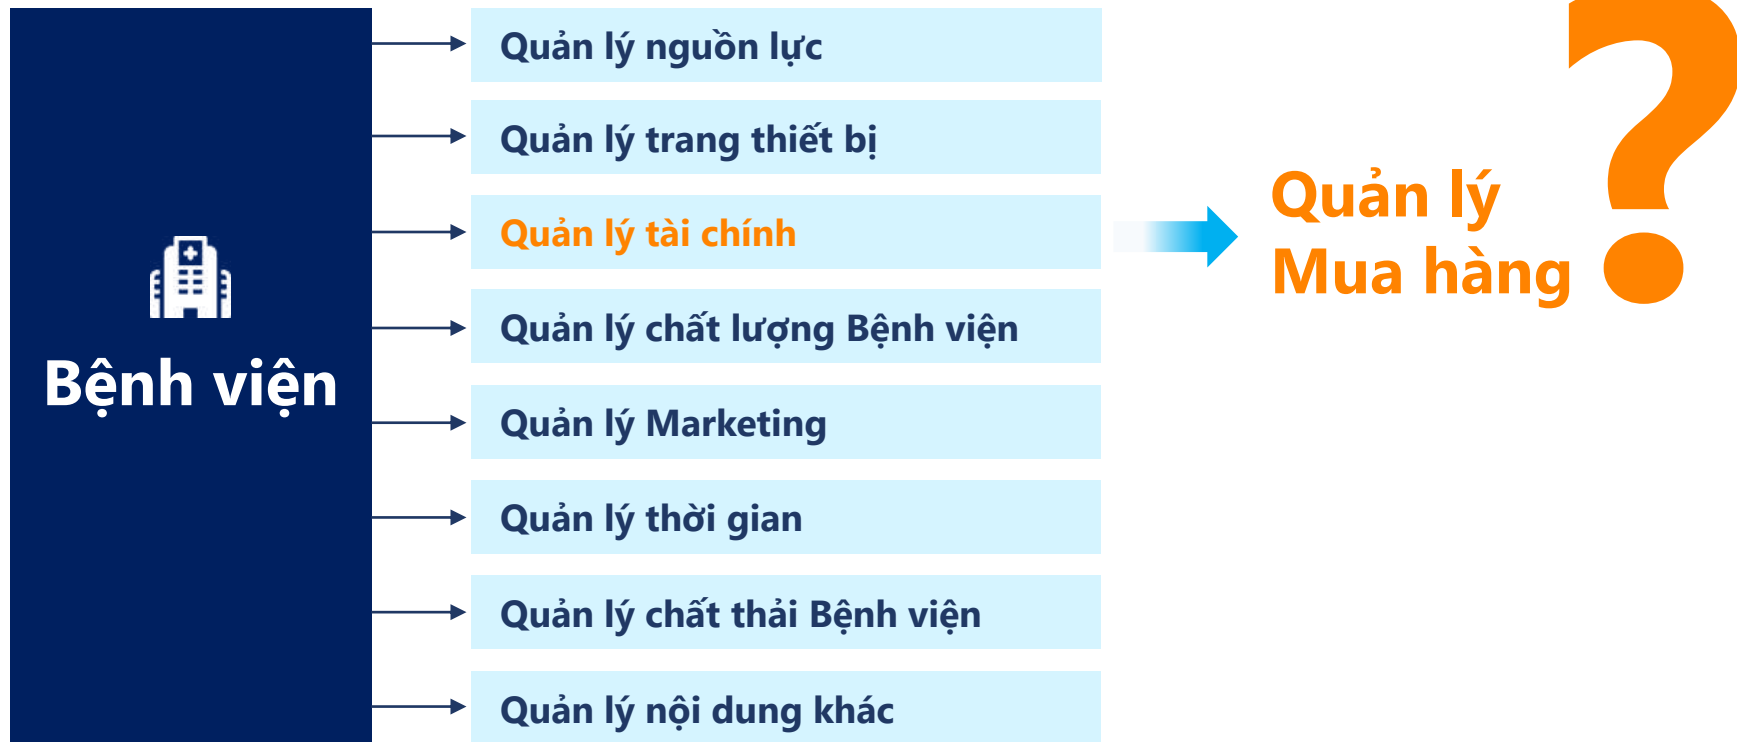 Bệnh viện
Quản lý nguồn lực
Quản lý trang thiết bị
Quản lý tài chính
Quản lý chất lượng Bệnh viện
Quản lý Marketing
Quản lý thời gian
Quản lý chất thải Bệnh viện
Quản lý nội dung khác
Quản lý
Mua hàng ?